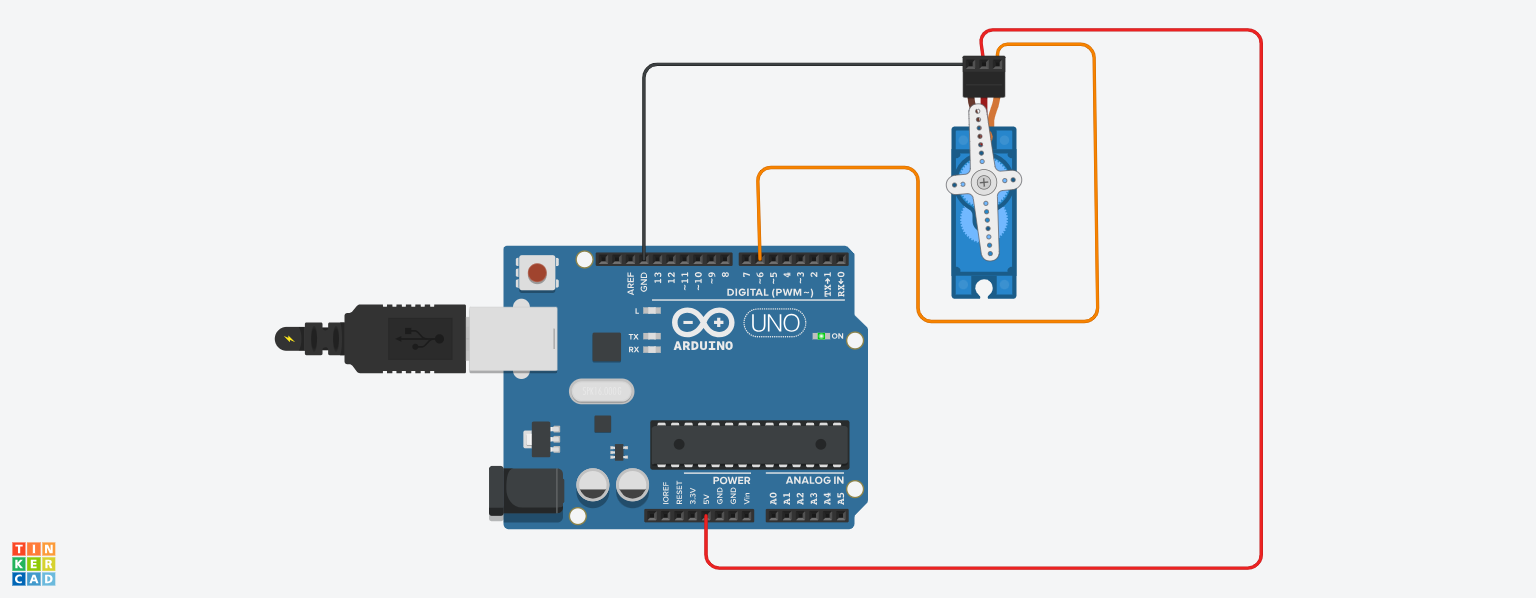 AREF
GND
13
12
~11
~10
~9
8
7
~6
~5
4
~3
2
TX→1
RX←0
DIGITAL (PWM~)
L
TX
RX
ARDUINO
UNO
ON
POWER
ANALOG IN
IOREF
RESET
3.3V
5V
GND
GND
Vin
A0
A1
A2
A3
A4
A5
TIN
KER
CAD